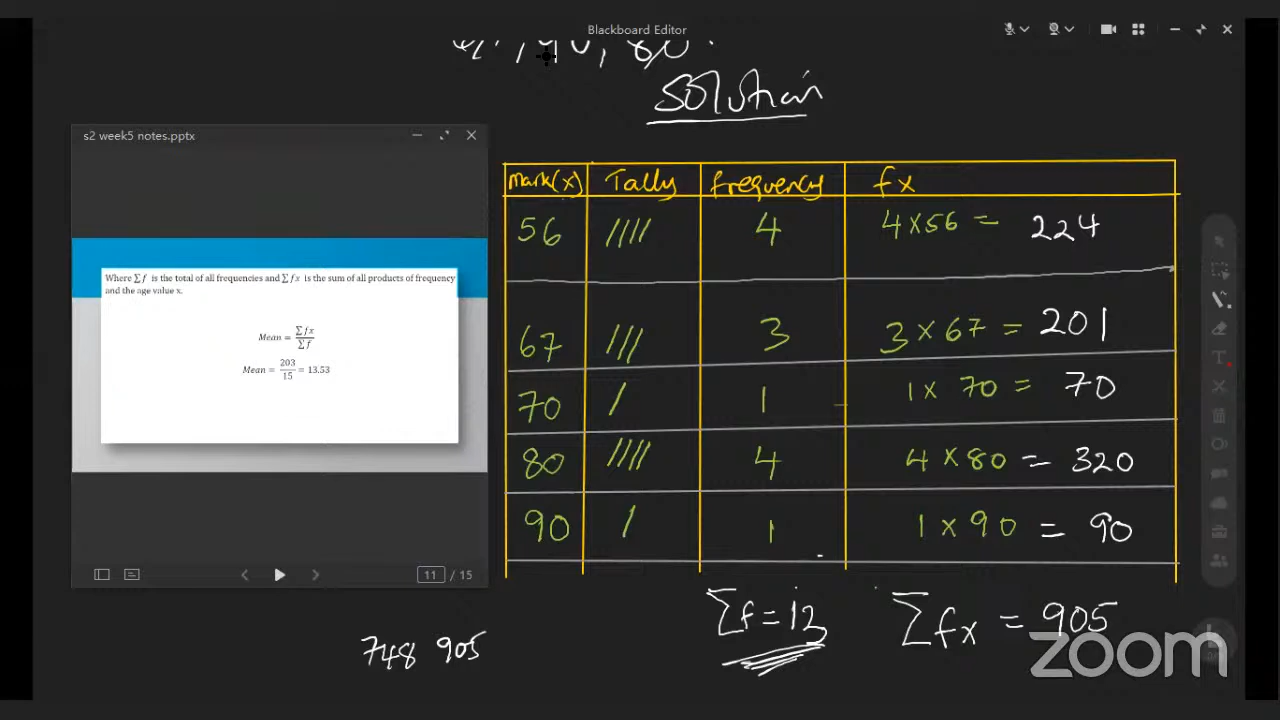 Blackboard Editor
90, 80.
Solution
s2 week5 notes.pptx
Where ∑f is the total of all frequencies and ∑fx is the sum of all products of frequency
and the age value x.
Mean = ∑fx / ∑f
Mean = 203 / 15 = 13.53
11 / 15
mark(x) Tally frequency fx
56 //// 4 4×56 = 224
67 /// 3 3×67 = 201
70 / 1 1× 70 = 70
80 //// 4 4×80 = 320
90 / 1 1×90 = 90
∑f = 13 ∑fx = 905
748 905
zoom